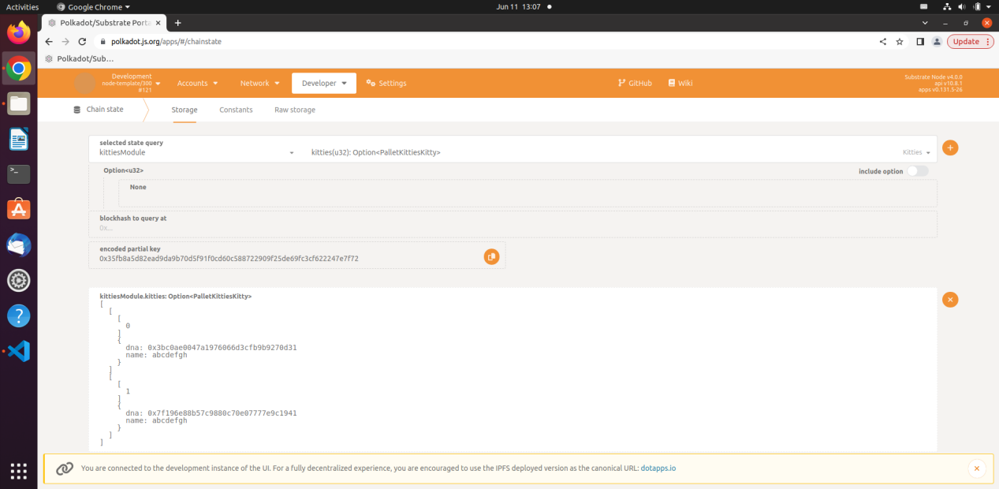 Activities
Google Chrome
Jun 11 13:07
Polkadot/Substrate Porta
polkadot.js.org/apps/#/chainstate
Update
Polkadot/Sub...
Development
node-template/300
#121
Accounts
Network
Developer
Settings
GitHub
Wiki
Substrate Node v4.0.0
api v10.8.1
apps v0.131.5-26
Chain state
Storage
Constants
Raw storage
selected state query
kittiesModule
kitties(u32): Option<PalletKittiesKitty>
Kitties
Option<u32>
include option
None
blockhash to query at
0x...
encoded partial key
0x35fb8a5d82ead9da9b70d5f91f0cd60c588722909f25de69fc3cf622247e7f72
kittiesModule.kitties: Option<PalletKittiesKitty>
[
[
[
0
]
{
dna: 0x3bc0ae0047a1976066d3cfb9b9270d31
name: abcdefgh
}
]
[
[
1
]
{
dna: 0x7f196e88b57c9880c70e07777e9c1941
name: abcdefgh
}
]
]
You are connected to the development instance of the UI. For a fully decentralized experience, you are encouraged to use the IPFS deployed version as the canonical URL: dotapps.io